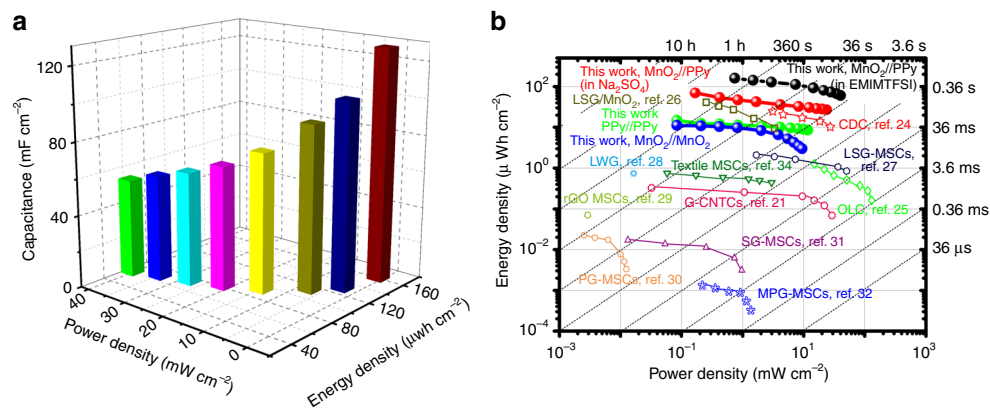 a
120
80
40
0
Capacitance (mF cm⁻²)
40
30
20
10
0
Power density (mW cm⁻²)
40
80
120
160
Energy density (μwh cm⁻²)
b
10 h 1 h 360 s 36 s 3.6 s
This work, MnO₂//PPy
(in Na₂SO₄)
This work, MnO₂//PPy
(in EMIMTFSI)
LSG/MnO₂, ref. 26
This work
PPy//PPy
CDC, ref. 24
This work, MnO₂//MnO₂
LWG, ref. 28
Textile MSCs, ref. 34
LSG-MSCs,
ref. 27
rGO MSCs, ref. 29
G-CNTCs, ref. 21
OLC, ref. 25
SG-MSCs, ref. 31
PG-MSCs, ref. 30
MPG-MSCs, ref. 32
0.36 s
36 ms
3.6 ms
0.36 ms
36 μs
10²
10⁰
10⁻²
10⁻⁴
Energy density (μ Wh cm⁻²)
10⁻³ 10⁻¹ 10¹ 10³
Power density (mW cm⁻²)